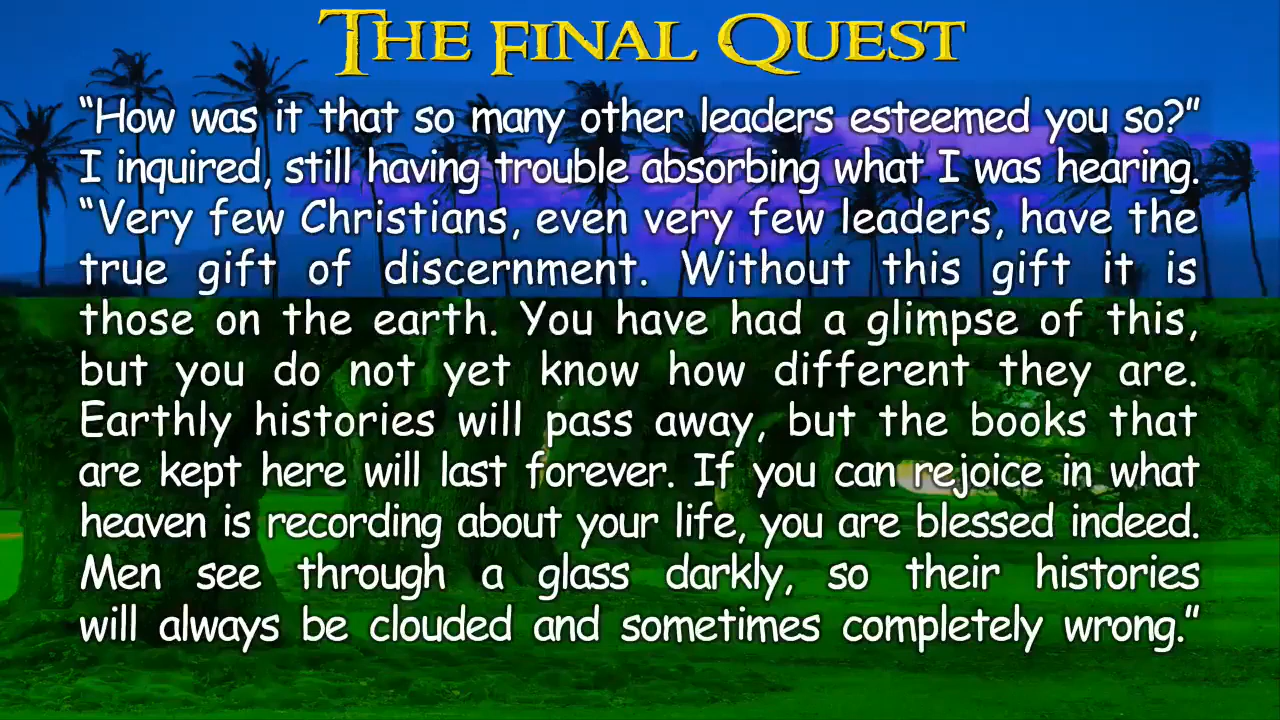 The Final Quest
“How was it that so many other leaders esteemed you so?”
I inquired, still having trouble absorbing what I was hearing.
“Very few Christians, even very few leaders, have the
true gift of discernment. Without this gift it is
those on the earth. You have had a glimpse of this,
but you do not yet know how different they are.
Earthly histories will pass away, but the books that
are kept here will last forever. If you can rejoice in what
heaven is recording about your life, you are blessed indeed.
Men see through a glass darkly, so their histories
will always be clouded and sometimes completely wrong.”